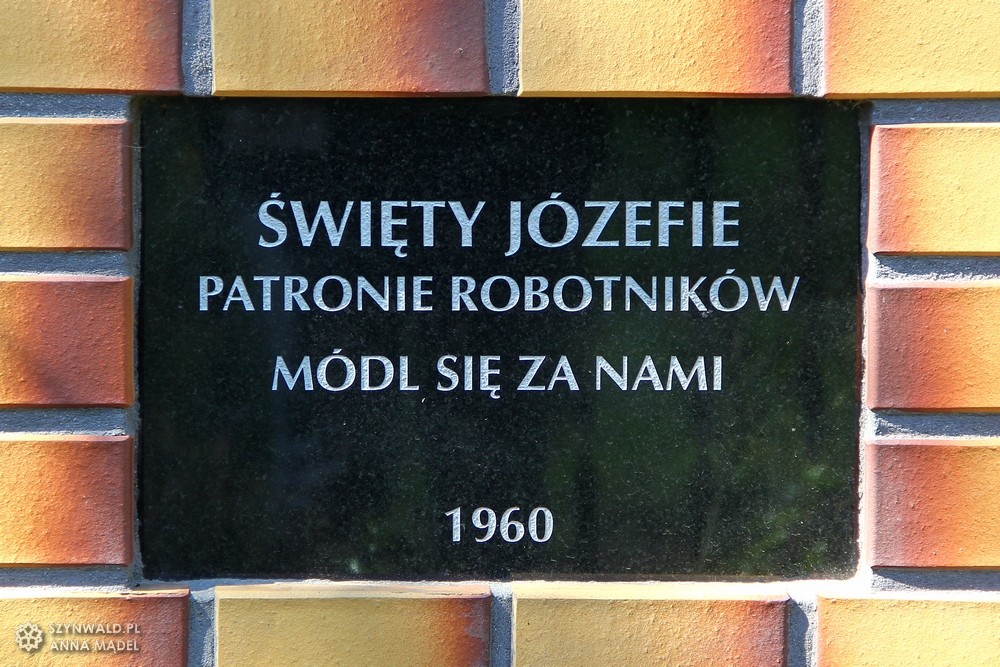 ŚWIĘTY JÓZEFIE
PATRONIE ROBOTNIKÓW
MÓDL SIĘ ZA NAMI
1960
SZYNWALD.PL
ANNA MĄDEL